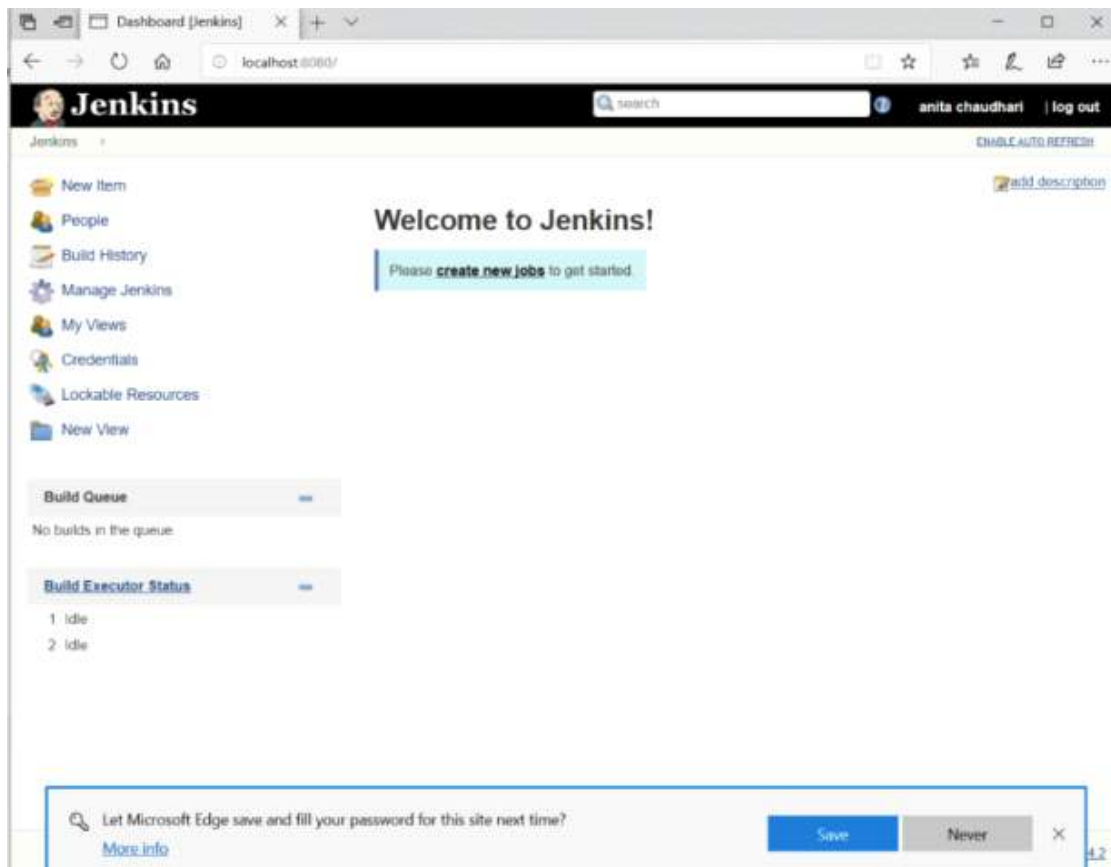 Dashboard [Jenkins]
localhost:8080/
Jenkins
search
anita chaudhari | log out
Jenkins
ENABLE AUTO REFRESH
New Item
People
Build History
Manage Jenkins
My Views
Credentials
Lockable Resources
New View
add description
Welcome to Jenkins!
Please create new jobs to get started.
Build Queue
No builds in the queue.
Build Executor Status
1 Idle
2 Idle
Let Microsoft Edge save and fill your password for this site next time?
More info
Save
Never
4.2